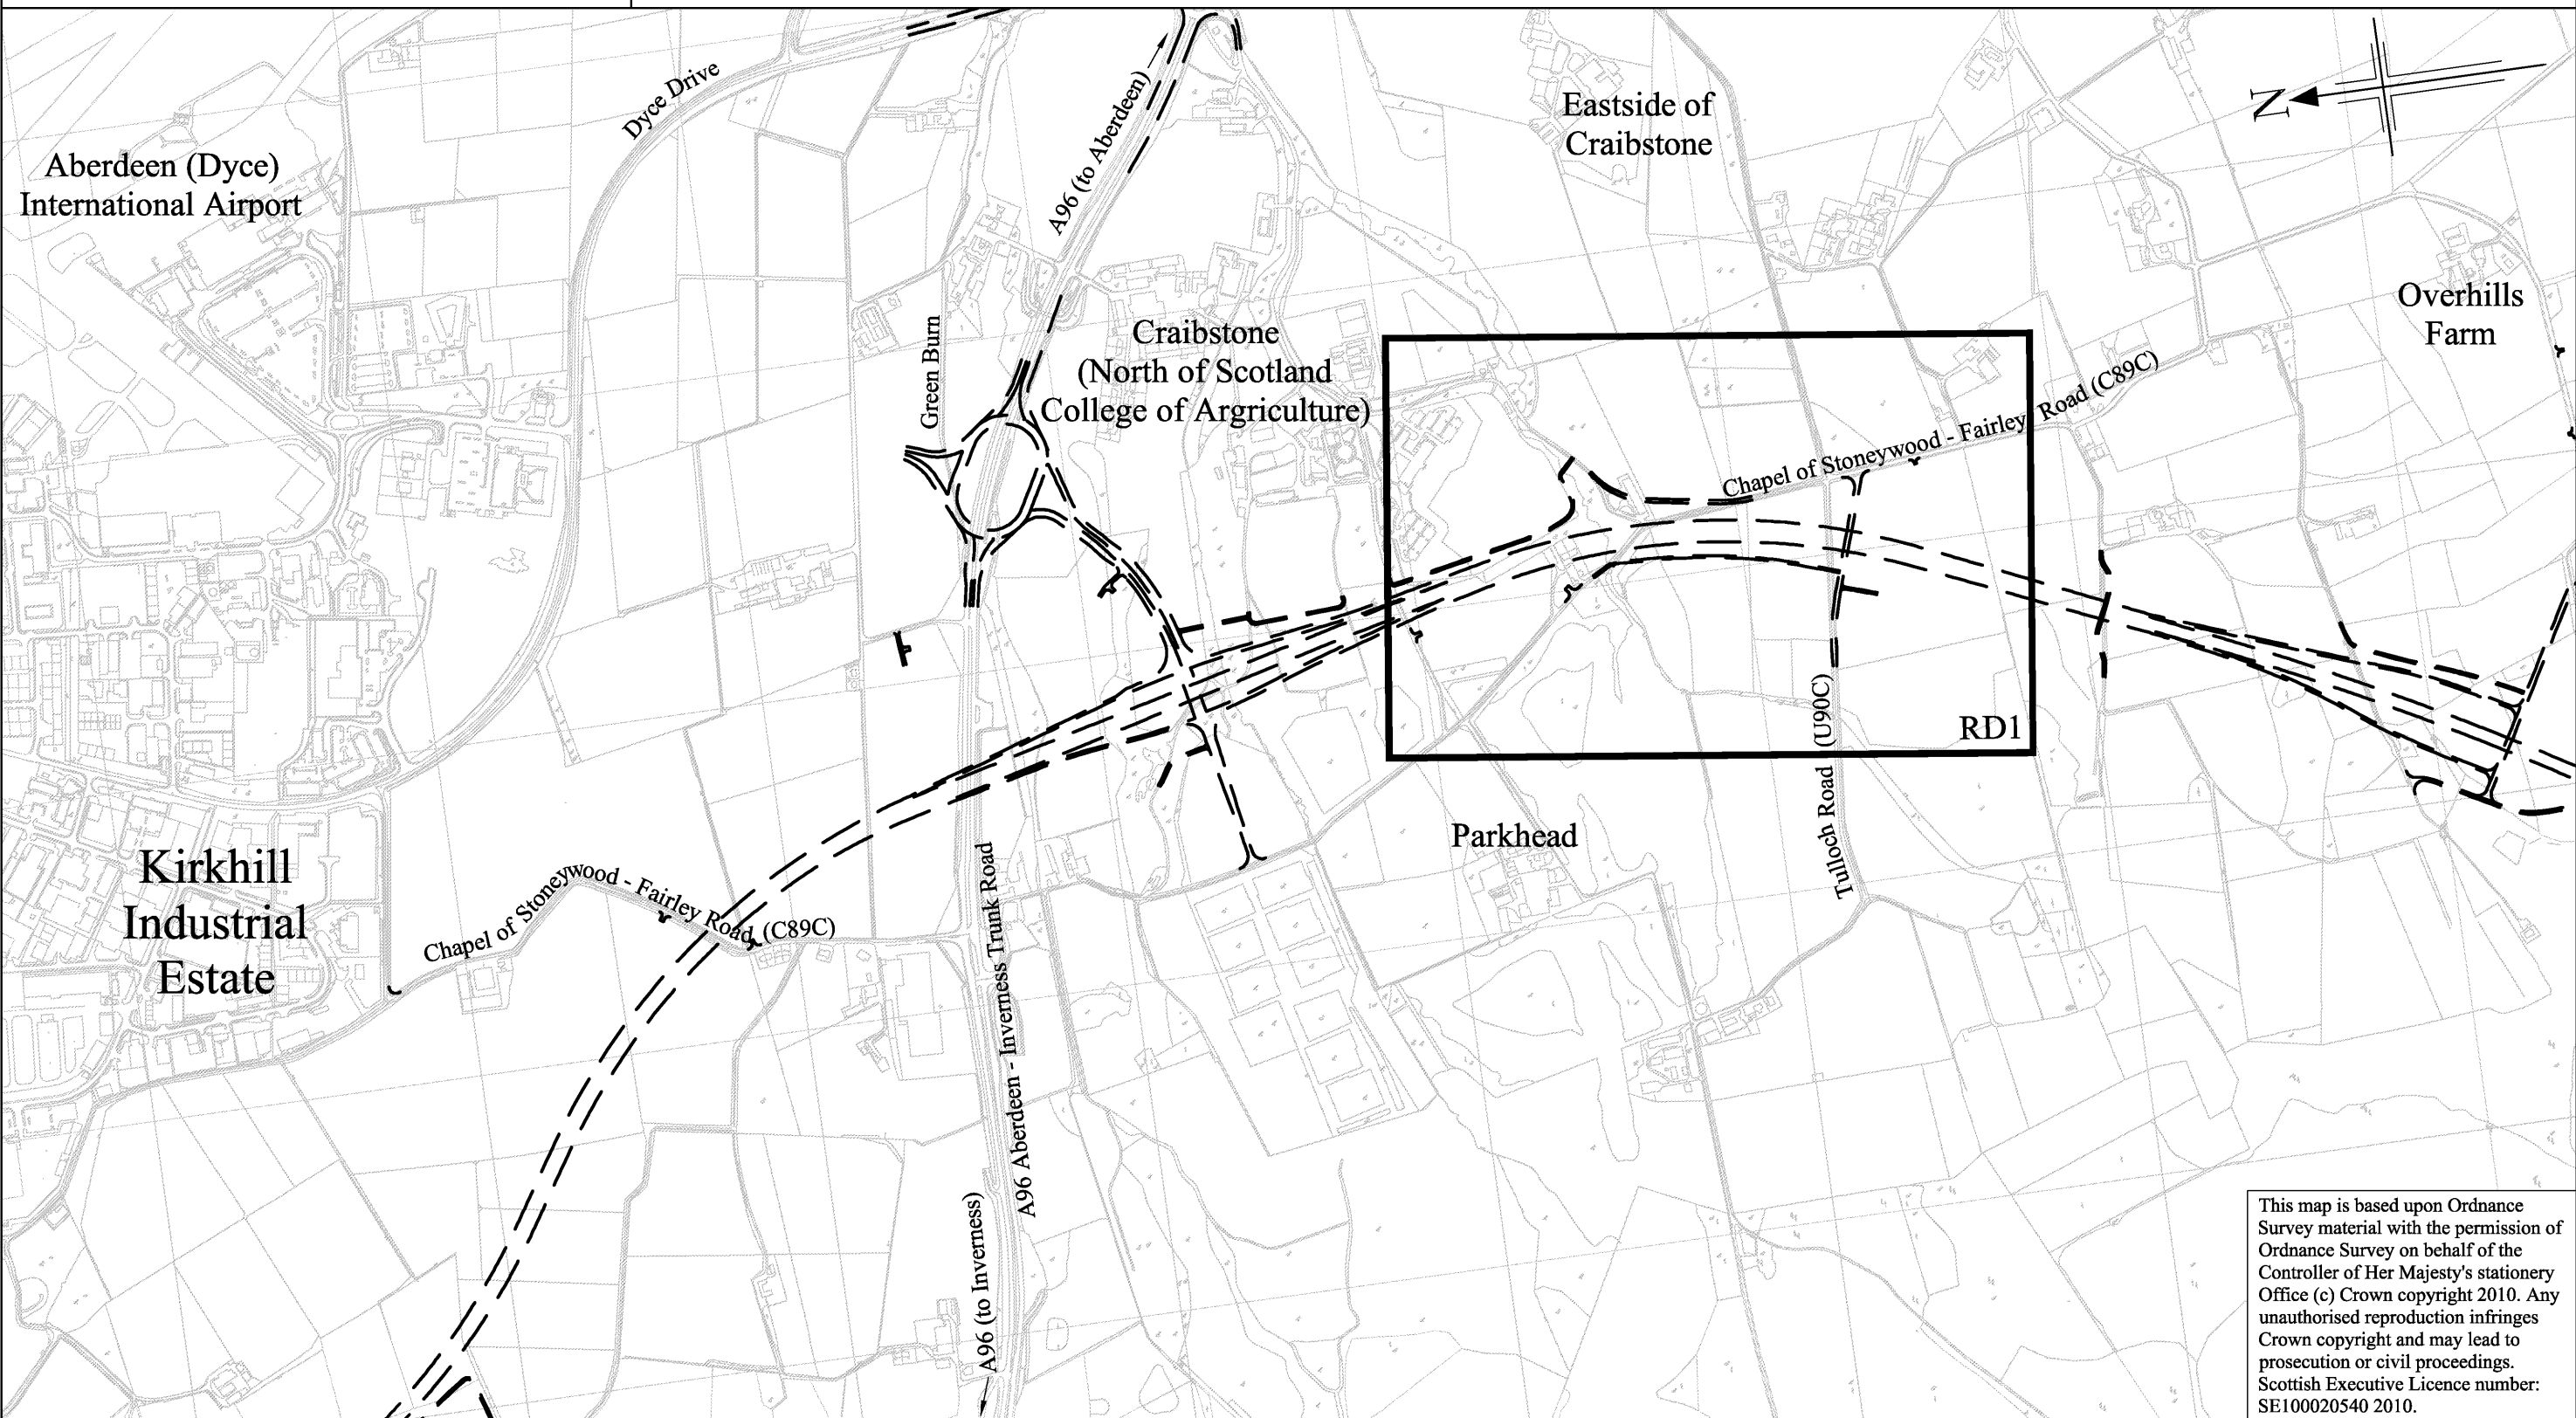 Dyce Drive
A96 (to Aberdeen)
Eastside of
Craibstone
N
Aberdeen (Dyce)
International Airport
Overhills
Farm
Green Burn
Craibstone
(North of Scotland
College of Argriculture)
Chapel of Stoneywood - Fairley Road (C89C)
RD1
Tulloch Road (U90C)
Parkhead
Kirkhill
Industrial
Estate
Chapel of Stoneywood - Fairley Road (C89C)
A96 Aberdeen - Inverness Trunk Road
A96 (to Inverness)
This map is based upon Ordnance
Survey material with the permission of
Ordnance Survey on behalf of the
Controller of Her Majesty's stationery
Office (c) Crown copyright 2010. Any
unauthorised reproduction infringes
Crown copyright and may lead to
prosecution or civil proceedings.
Scottish Executive Licence number:
SE100020540 2010.